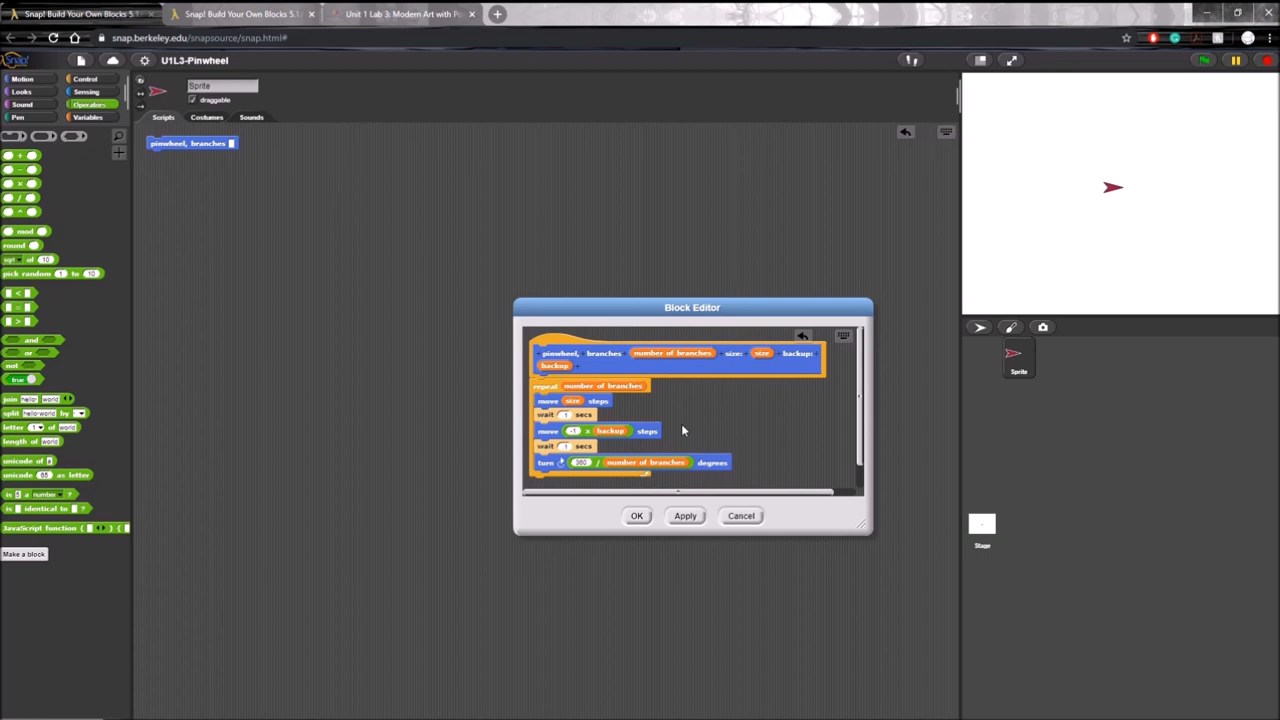 Snap! Build Your Own Blocks 5.1
Snap! Build Your Own Blocks 5.1
Unit 1 Lab 3: Modern Art with Po
snap.berkeley.edu/snapsource/snap.html#
Snap!
U1L3-Pinwheel
Motion
Control
Looks
Sensing
Sound
Operators
Pen
Variables
Sprite
draggable
Scripts
Costumes
Sounds
pinwheel, branches
+
−
×
/
^
mod
round
sqrt of 10
pick random 1 to 10
<
=
>
and
or
not
true
join hello world
split hello world by
letter 1 of world
length of world
unicode of a
unicode 65 as letter
is 5 a number ?
is identical to ?
JavaScript function ( ) {
Make a block
Block Editor
+ pinwheel, + branches + number of branches + size: + size + backup: +
backup +
repeat number of branches
move size steps
wait 1 secs
move -1 × backup steps
wait 1 secs
turn 360 / number of branches degrees
OK
Apply
Cancel
Sprite
Stage